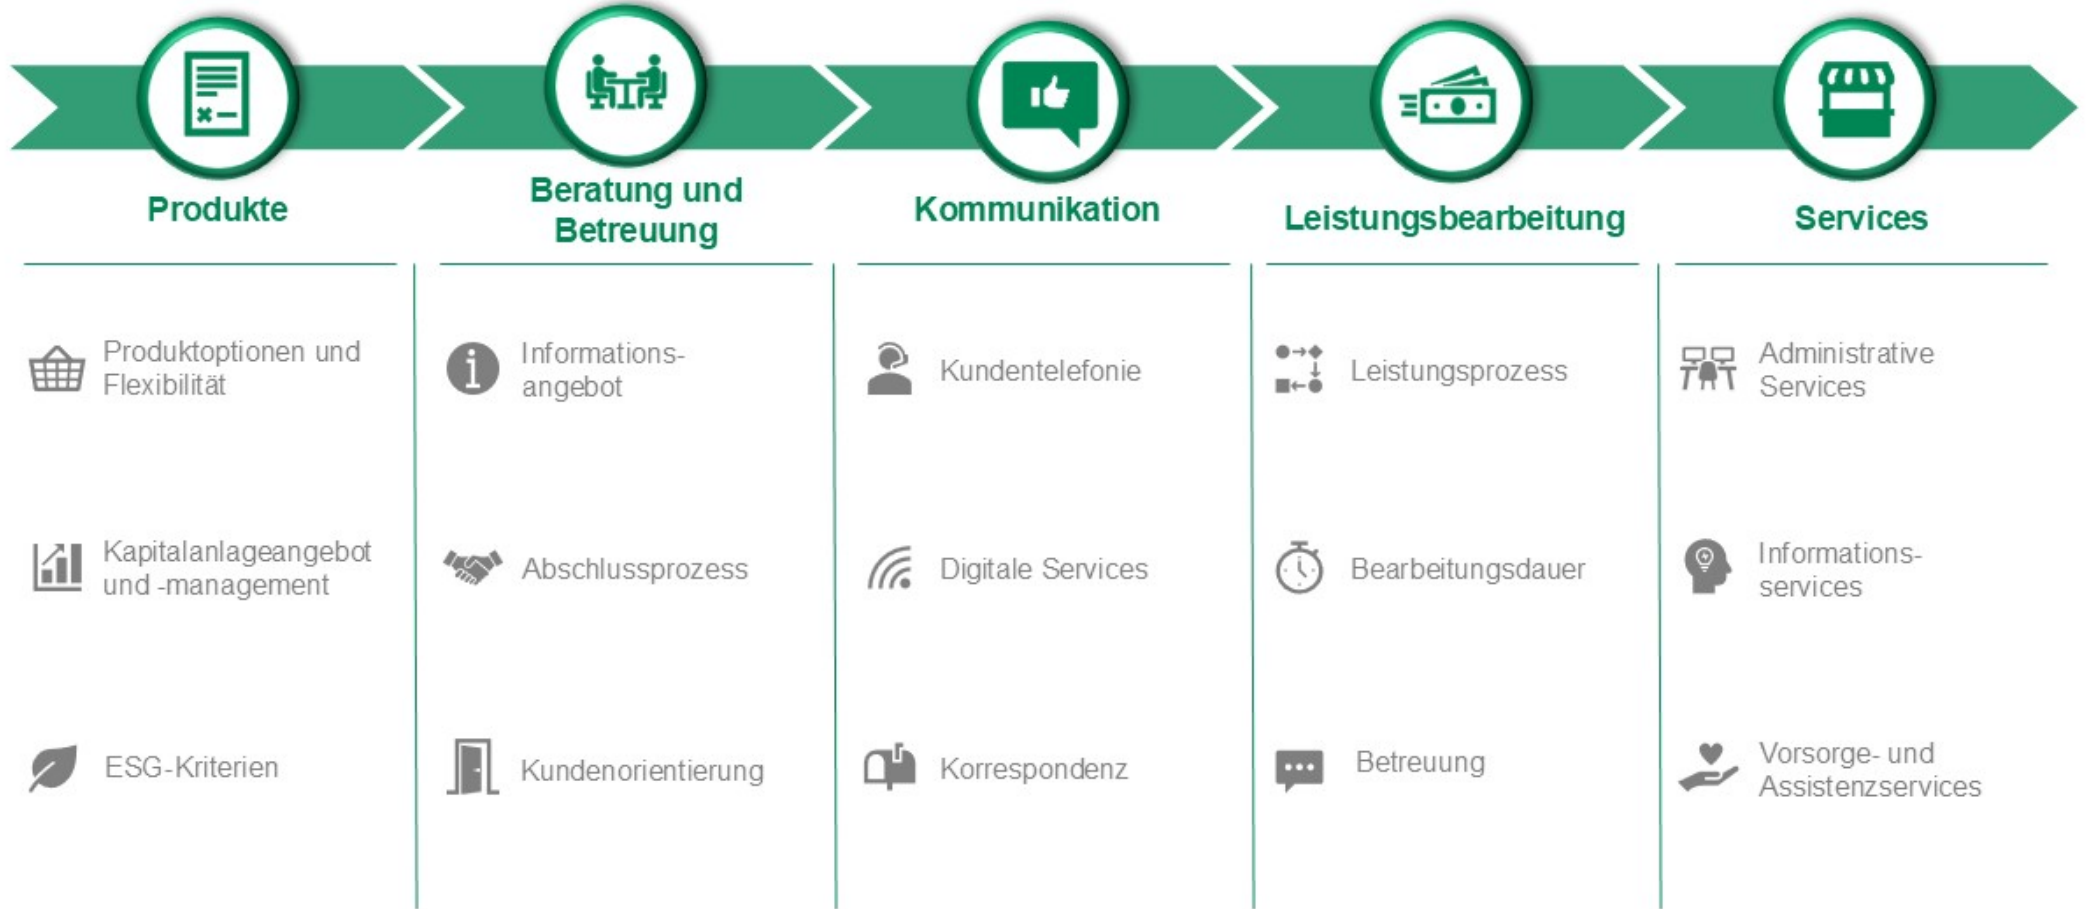 Produkte
Beratung und
Betreuung
Kommunikation
Leistungsbearbeitung
Services
Produktoptionen und
Flexibilität
Kapitalanlageangebot
und -management
ESG-Kriterien
Informations-
angebot
Abschlussprozess
Kundenorientierung
Kundentelefonie
Digitale Services
Korrespondenz
Leistungsprozess
Bearbeitungsdauer
Betreuung
Administrative
Services
Informations-
services
Vorsorge- und
Assistenzservices